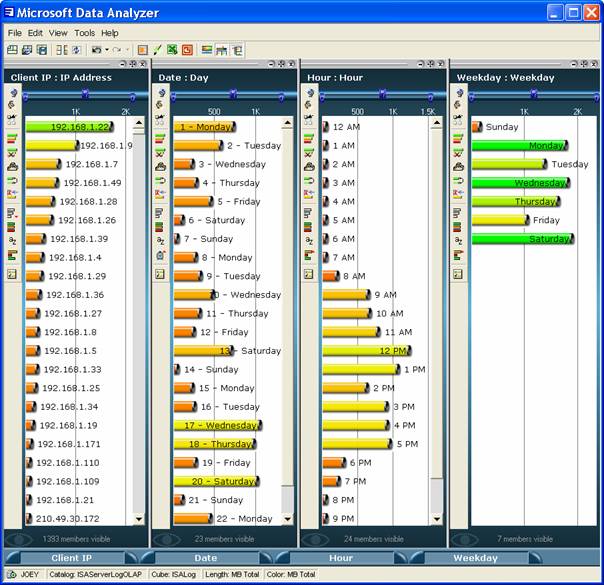 Microsoft Data Analyzer
File Edit View Tools Help
Client IP : IP Address
1K 2K
192.168.1.22
192.168.1.9
192.168.1.7
192.168.1.49
192.168.1.28
192.168.1.26
192.168.1.39
192.168.1.4
192.168.1.29
192.168.1.36
192.168.1.27
192.168.1.8
192.168.1.5
192.168.1.33
192.168.1.25
192.168.1.34
192.168.1.19
192.168.1.171
192.168.1.110
192.168.1.109
192.168.1.21
210.49.30.172
1393 members visible
Date : Day
500 1K
1 - Monday
2 - Tuesday
3 - Wednesday
4 - Thursday
5 - Friday
6 - Saturday
7 - Sunday
8 - Monday
9 - Tuesday
0 - Wednesday
11 - Thursday
12 - Friday
13 - Saturday
14 - Sunday
15 - Monday
16 - Tuesday
17 - Wednesday
18 - Thursday
19 - Friday
20 - Saturday
21 - Sunday
22 - Monday
23 members visible
Hour : Hour
500 1K 1.5K
12 AM
1 AM
2 AM
3 AM
4 AM
5 AM
6 AM
7 AM
8 AM
9 AM
10 AM
11 AM
12 PM
1 PM
2 PM
3 PM
4 PM
5 PM
6 PM
7 PM
8 PM
9 PM
24 members visible
Weekday : Weekday
1K 2K
Sunday
Monday
Tuesday
Wednesday
Thursday
Friday
Saturday
7 members visible
Client IP Date Hour Weekday
JOEY Catalog: ISAServerLogOLAP Cube: ISALog Length: MB Total Color: MB Total